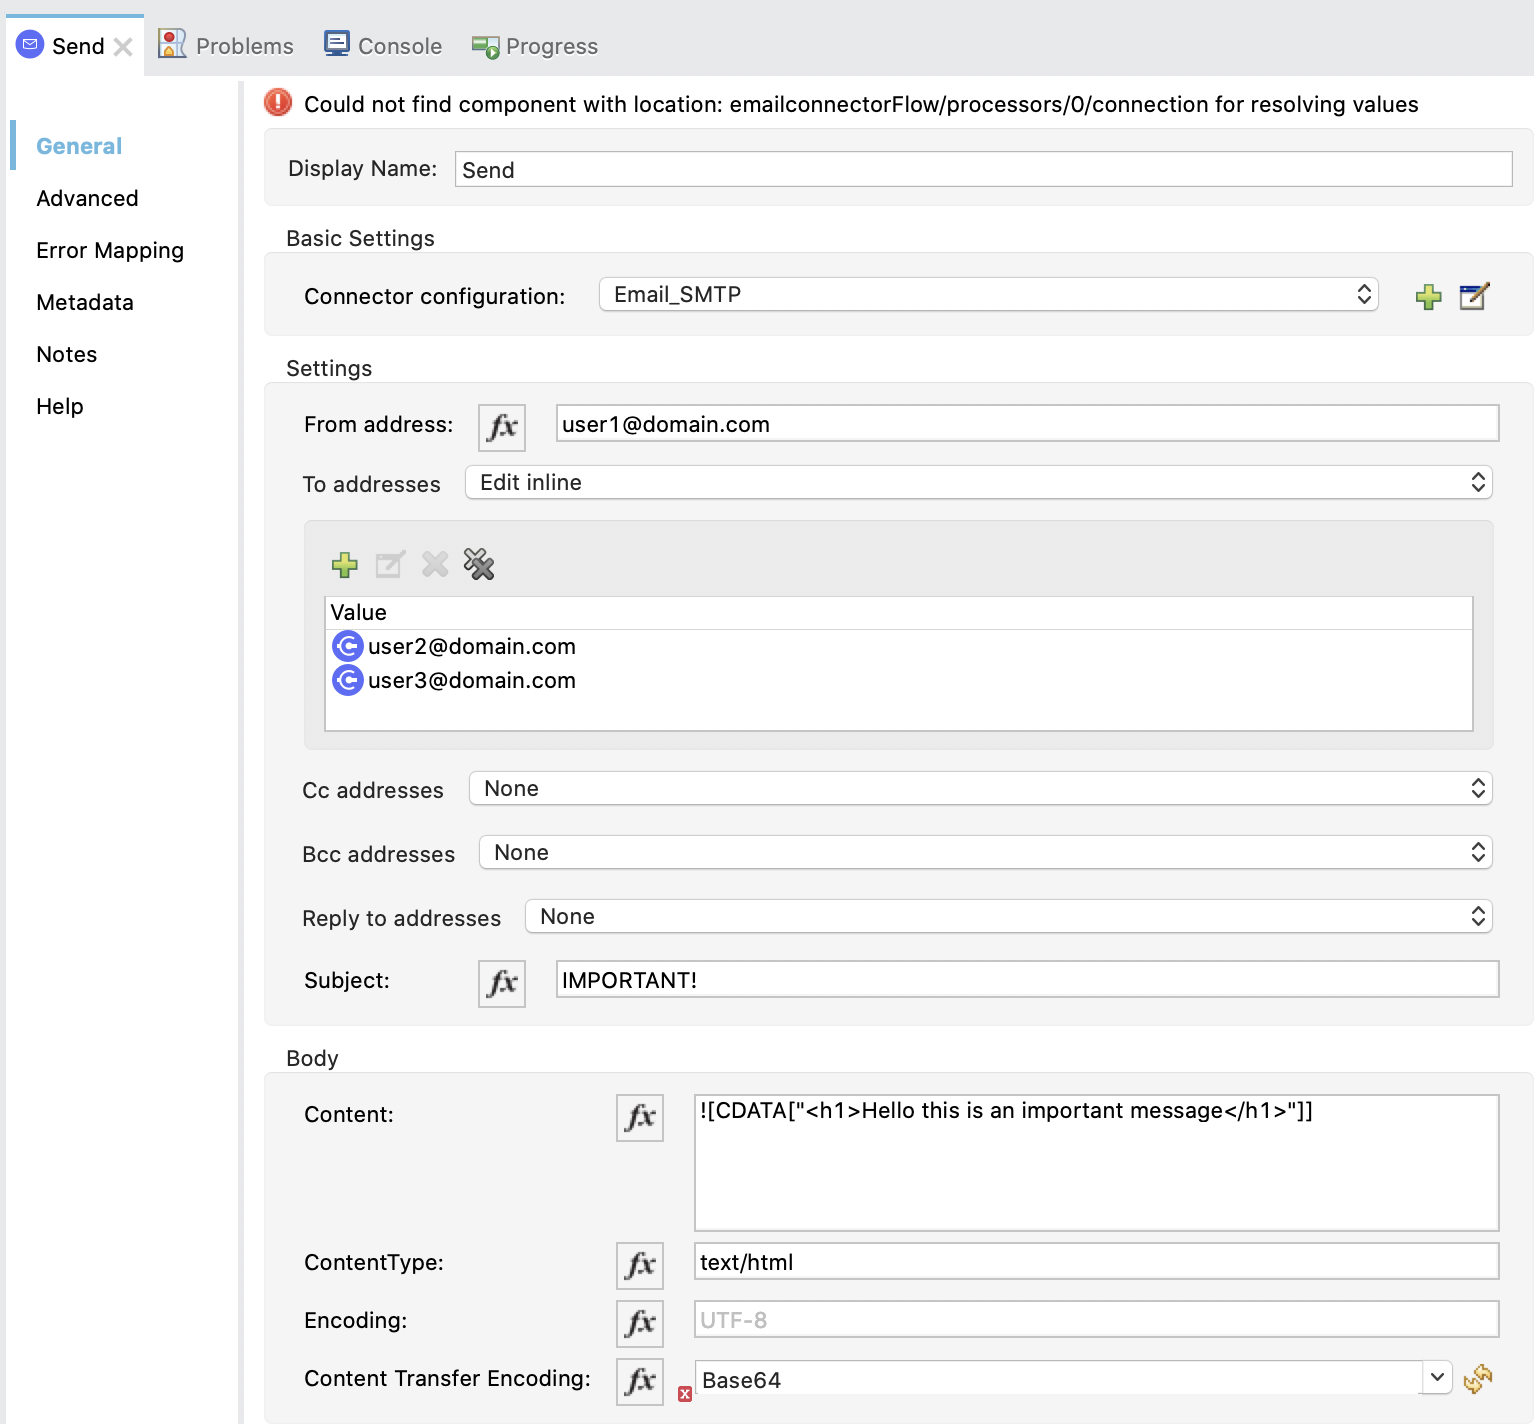 Send
Problems
Console
Progress
General
Advanced
Error Mapping
Metadata
Notes
Help
Could not find component with location: emailconnectorFlow/processors/0/connection for resolving values
Display Name: Send
Basic Settings
Connector configuration: Email_SMTP
Settings
From address: fx user1@domain.com
To addresses Edit inline
Value
user2@domain.com
user3@domain.com
Cc addresses None
Bcc addresses None
Reply to addresses None
Subject: fx IMPORTANT!
Body
Content: fx ![CDATA["<h1>Hello this is an important message</h1>"]]
ContentType: fx text/html
Encoding: fx UTF-8
Content Transfer Encoding: fx Base64